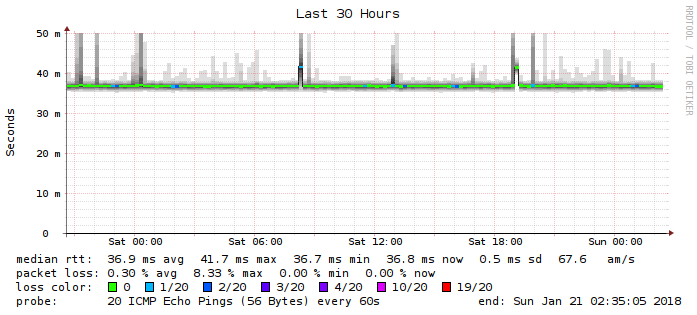 Last 30 Hours
RRDTOOL / TOBI OETIKER
Seconds
50 m
40 m
30 m
20 m
10 m
0
Sat 00:00 Sat 06:00 Sat 12:00 Sat 18:00 Sun 00:00
median rtt: 36.9 ms avg 41.7 ms max 36.7 ms min 36.8 ms now 0.5 ms sd 67.6 am/s
packet loss: 0.30 % avg 8.33 % max 0.00 % min 0.00 % now
loss color: 0 1/20 2/20 3/20 4/20 10/20 19/20
probe: 20 ICMP Echo Pings (56 Bytes) every 60s end: Sun Jan 21 02:35:05 2018